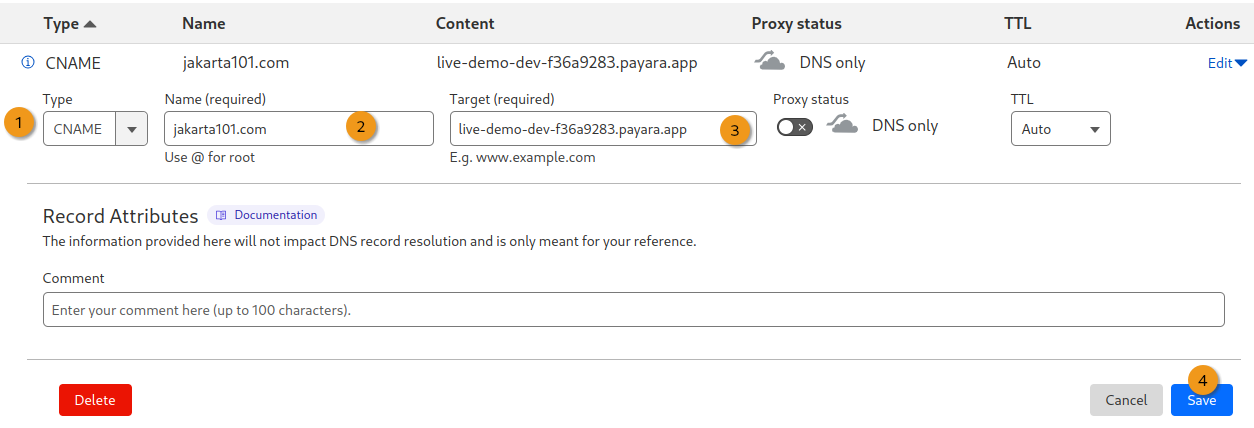 Type Name Content Proxy status TTL Actions
CNAME jakarta101.com live-demo-dev-f36a9283.payara.app DNS only Auto Edit
Type Name (required) Target (required) Proxy status TTL
1 CNAME jakarta101.com 2 live-demo-dev-f36a9283.payara.app 3 DNS only Auto
Use @ for root E.g. www.example.com
Record Attributes Documentation
The information provided here will not impact DNS record resolution and is only meant for your reference.
Comment
Enter your comment here (up to 100 characters).
4
Delete Cancel Save